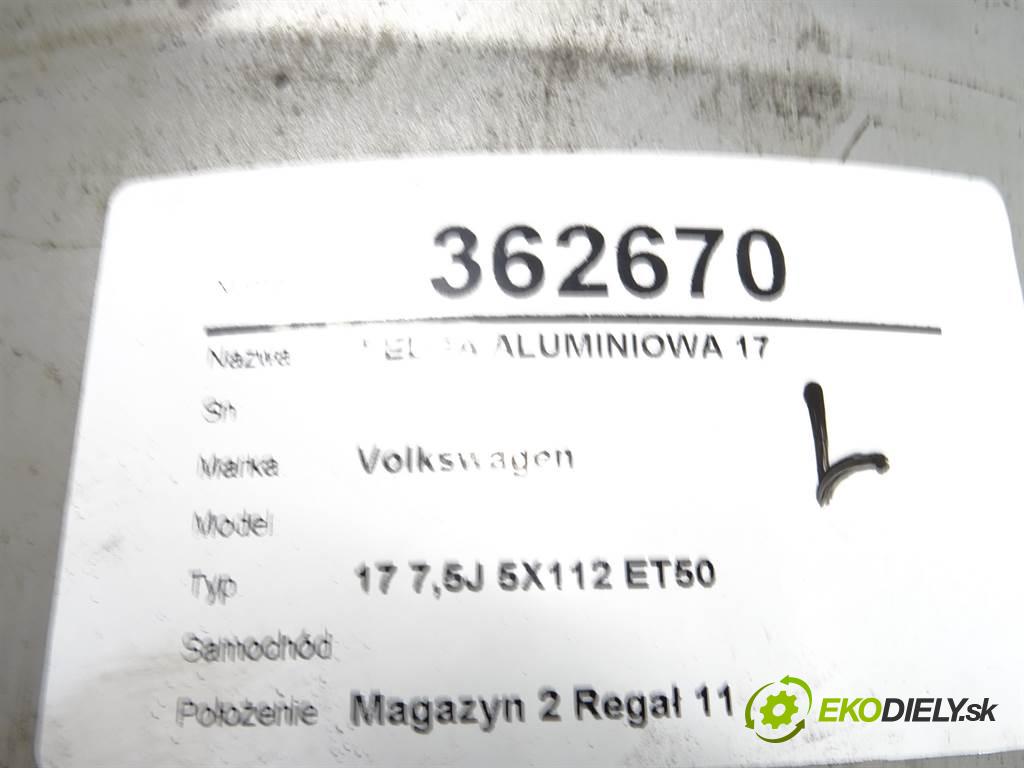 362670
Nazwa ALUMINIOWA 17
Sn
Marka Volkswagen
Model
Typ 17 7,5J 5X112 ET50
Samochód
Położenie Magazyn 2 Regał 11
EKODIELY.sk
L